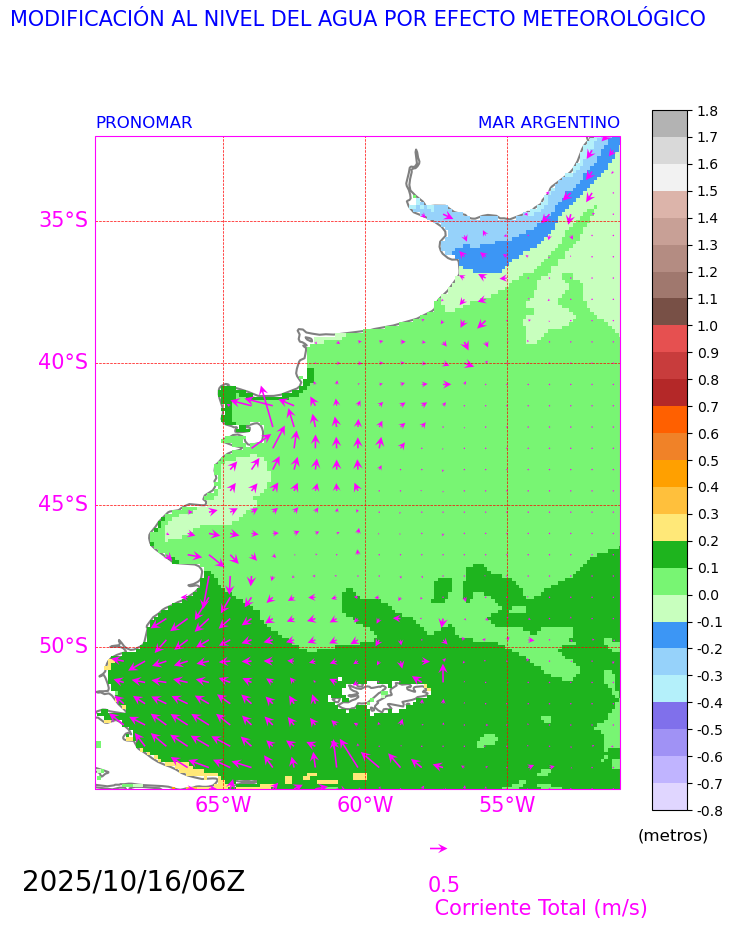 MODIFICACIÓN AL NIVEL DEL AGUA POR EFECTO METEOROLÓGICO
PRONOMAR
MAR ARGENTINO
35°S
40°S
45°S
50°S
65°W
60°W
55°W
1.8
1.7
1.6
1.5
1.4
1.3
1.2
1.1
1.0
0.9
0.8
0.7
0.6
0.5
0.4
0.3
0.2
0.1
0.0
-0.1
-0.2
-0.3
-0.4
-0.5
-0.6
-0.7
-0.8
(metros)
2025/10/16/06Z
0.5
Corriente Total (m/s)